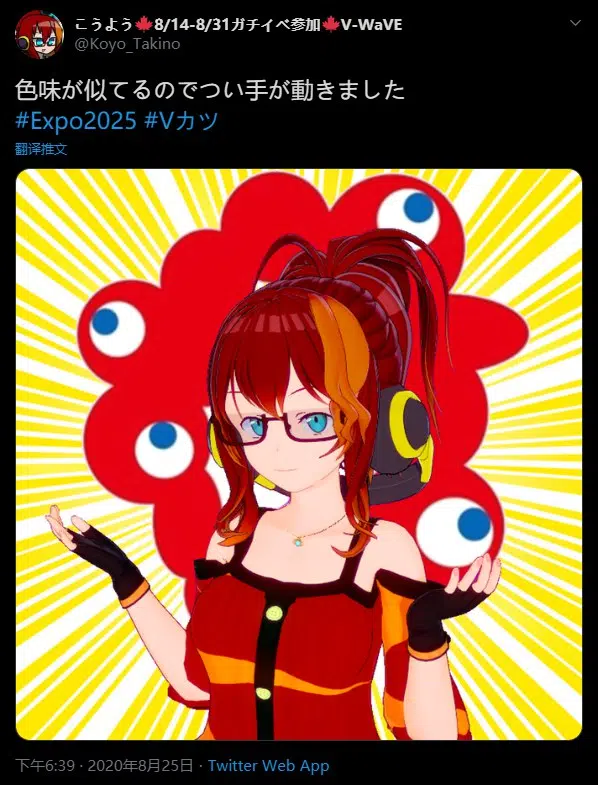 こうよう🍁8/14-8/31ガチイベ参加🍁V-WaVE
@Koyo_Takino
色味が似てるのでつい手が動きました
#Expo2025 #Vカツ
翻译推文
下午6:39 · 2020年8月25日 · Twitter Web App